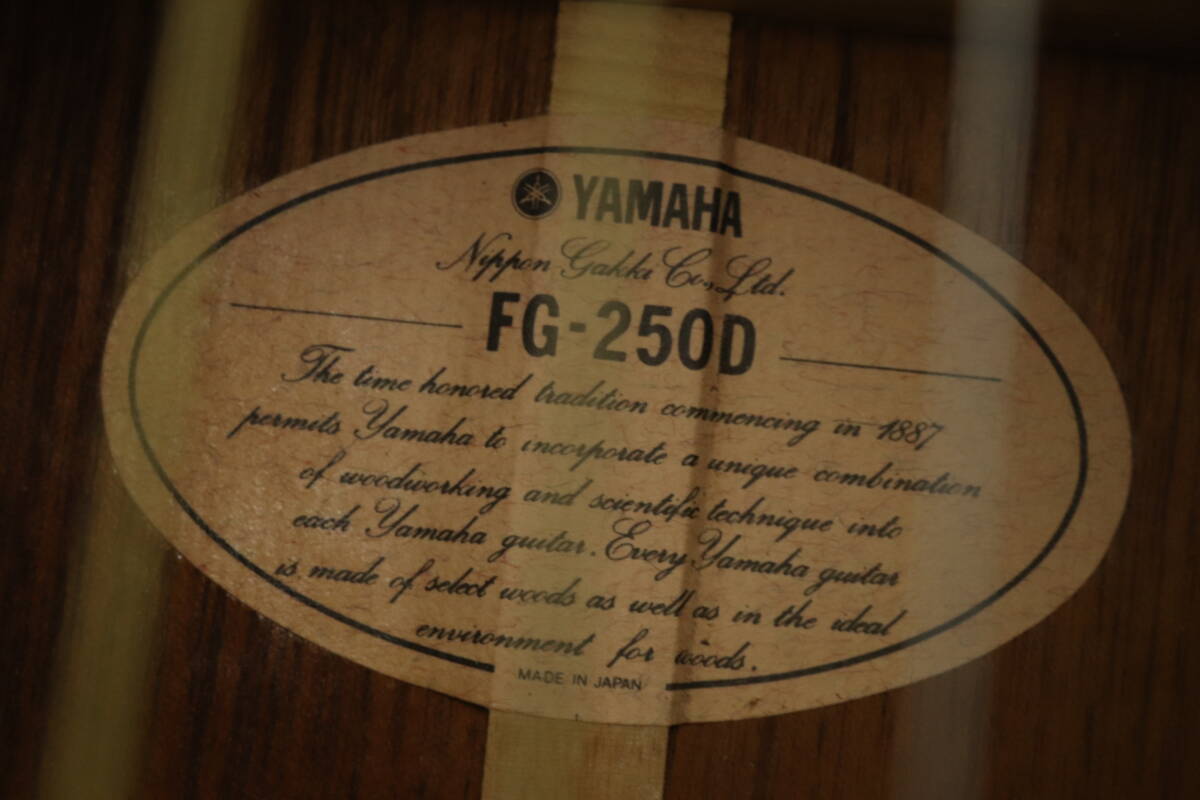 YAMAHA
Nippon Gakki Co., Ltd.
FG-250D
The time honored tradition commencing in 1887
permits Yamaha to incorporate a unique combination
of woodworking and scientific technique into
each Yamaha guitar. Every Yamaha guitar
is made of select woods as well as in the ideal
environment for woods.
MADE IN JAPAN